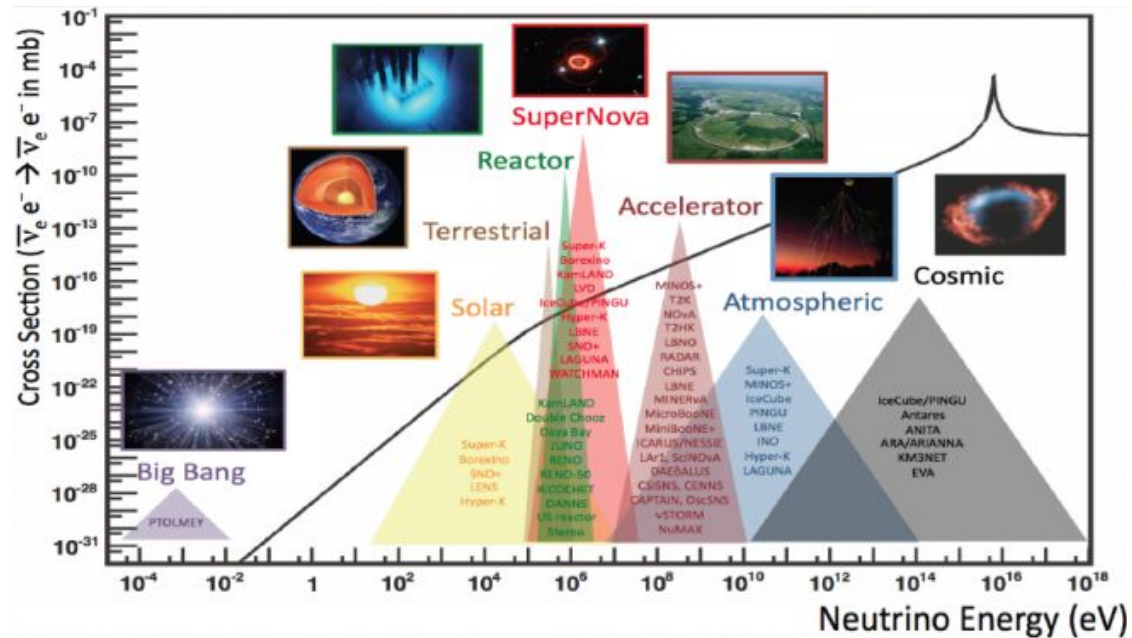 Cross Section (ν̄ₑ e⁻ → ν̄ₑ e⁻ in mb)
10⁻¹
10⁻⁴
10⁻⁷
10⁻¹⁰
10⁻¹³
10⁻¹⁶
10⁻¹⁹
10⁻²²
10⁻²⁵
10⁻²⁸
10⁻³¹
Big Bang
PTOLMEY
Solar
Super-K
Borexino
SNO+
LENS
Hyper-K
Terrestrial
Reactor
KamLAND
Double Chooz
Daya Bay
JUNO
RENO
RENO-50
RICOCHET
DANNS
US reactor
Stereo
SuperNova
Super-K
Borexino
KamLAND
LVD
IceCube/PINGU
Hyper-K
LBNE
SNO+
LAGUNA
WATCHMAN
Accelerator
MINOS+
T2K
NOvA
T2HK
LBNO
RADAR
CHIPS
LBNE
MINERvA
MicroBooNE
MiniBooNE+
ICARUS/NESSIE
LAr1, SciNOvA
DAEδALUS
CSISNS, CENNS
CAPTAIN, OscSNS
νSTORM
NuMAX
Atmospheric
Super-K
MINOS+
IceCube
PINGU
LBNE
INO
Hyper-K
LAGUNA
Cosmic
IceCube/PINGU
Antares
ANITA
ARA/ARIANNA
KM3NET
EVA
10⁻⁴ 10⁻² 1 10² 10⁴ 10⁶ 10⁸ 10¹⁰ 10¹² 10¹⁴ 10¹⁶ 10¹⁸
Neutrino Energy (eV)